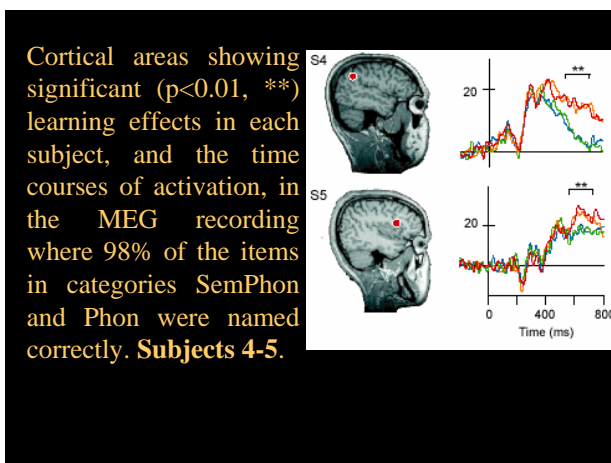 Cortical areas showing
significant (p<0.01, **)
learning effects in each
subject, and the time
courses of activation, in
the MEG recording
where 98% of the items
in categories SemPhon
and Phon were named
correctly. Subjects 4-5.
S4
20
**
S5
20
**
0 400 800
Time (ms)